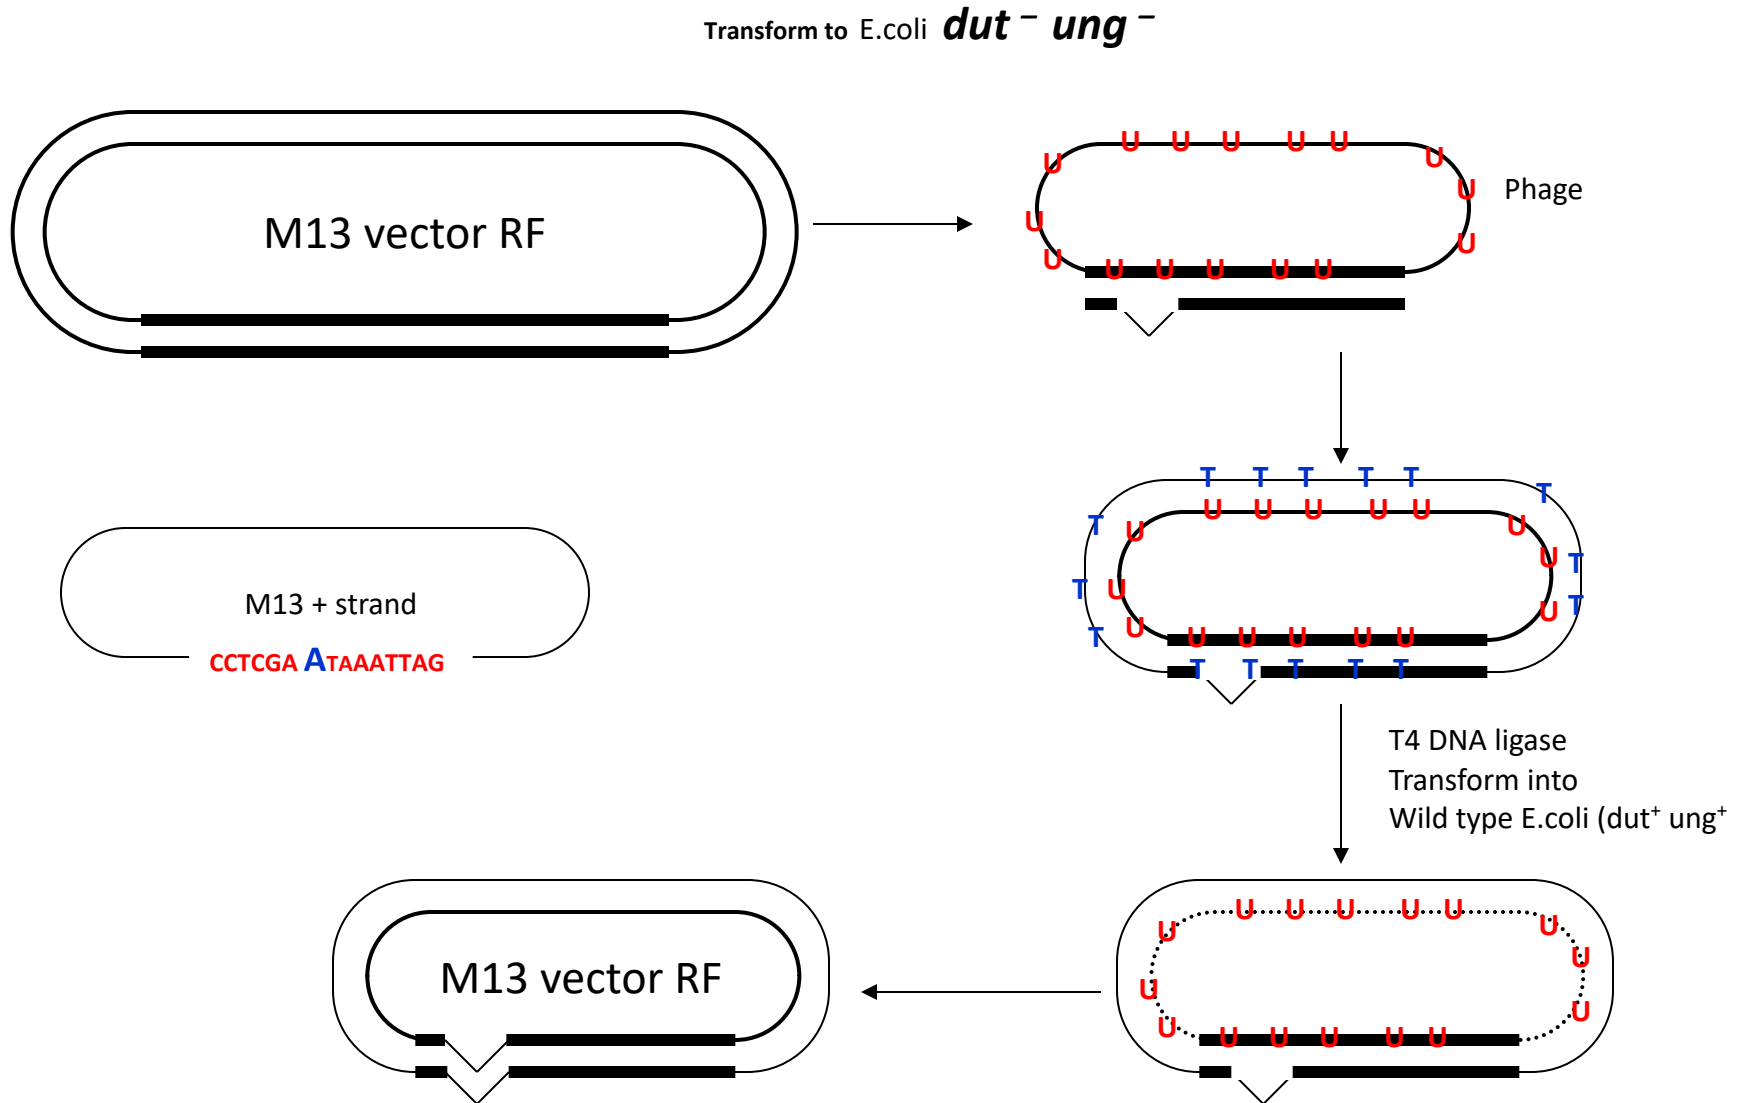 Transform to E.coli dut – ung –
M13 vector RF
U U U U U
U U
U Phage
U U
U U U U U U
T T T T T T
U U U U U
T U U
U T
T U U T
T U U U U U U
T T T T T
M13 + strand
CCTCGA ATAAATTAG
T4 DNA ligase
Transform into
Wild type E.coli (dut+ ung+
U U U U U
U U
U
U U
U U U U U U
M13 vector RF